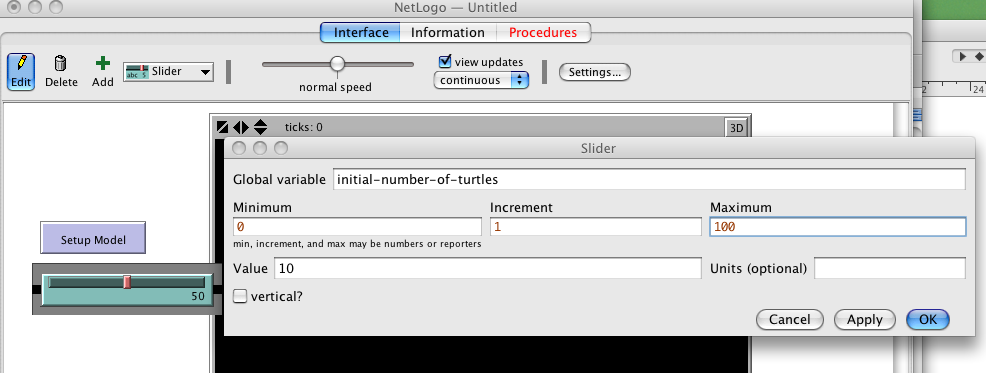 NetLogo — Untitled
Interface Information Procedures
Edit Delete Add abc 5 Slider normal speed view updates continuous Settings...
24
ticks: 0 3D
Slider
Global variable initial-number-of-turtles
Minimum Increment Maximum
0 1 100
min, increment, and max may be numbers or reporters
Setup Model
Value 10 Units (optional)
50
vertical?
Cancel Apply OK